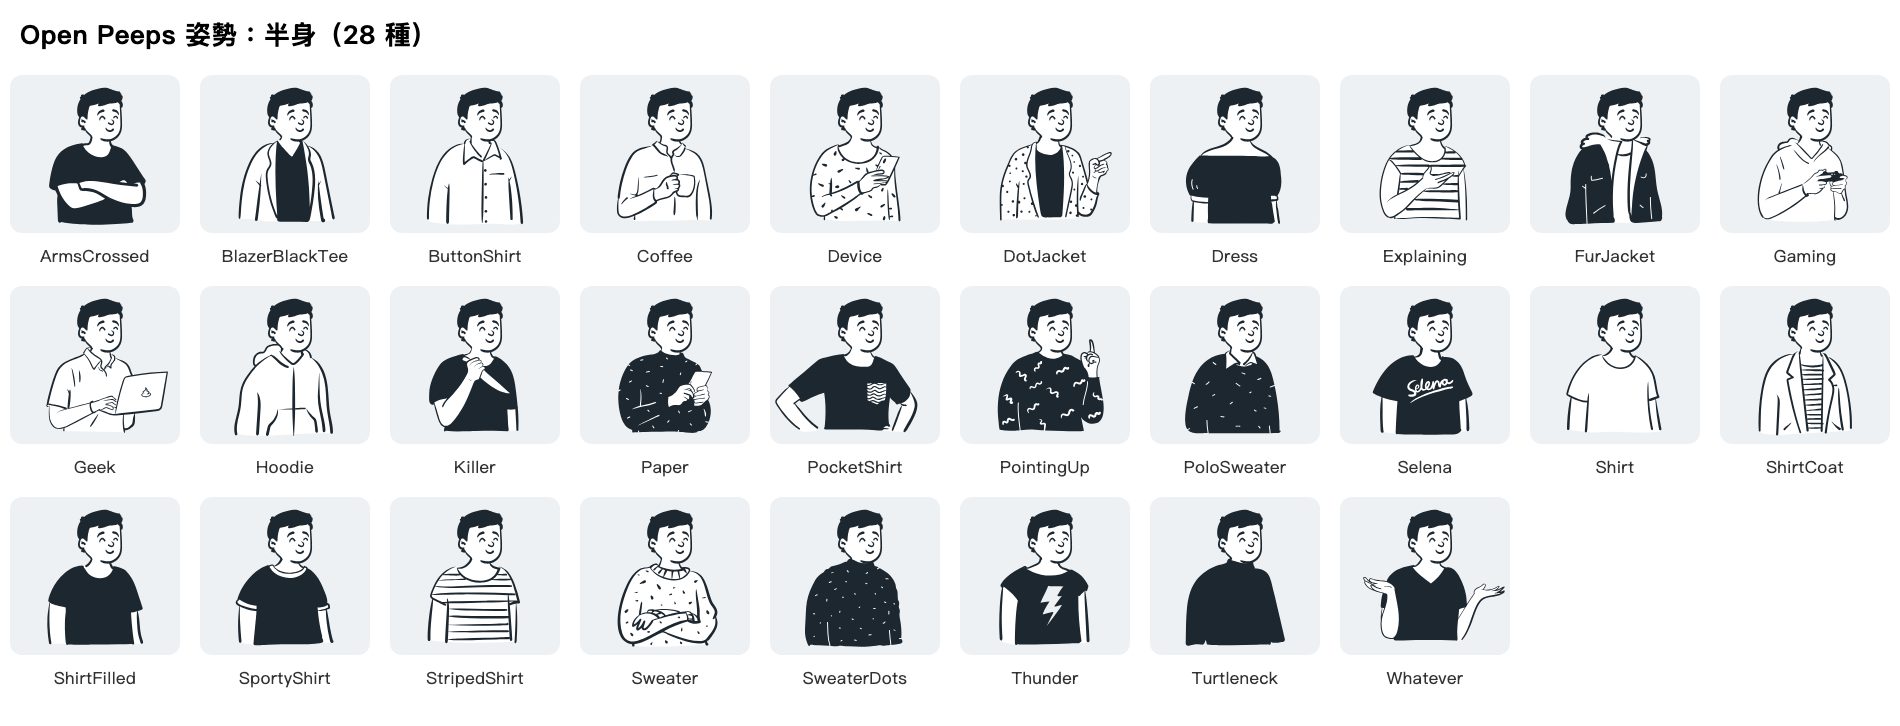 Open Peeps 姿勢：半身（28 種）
ArmsCrossed BlazerBlackTee ButtonShirt Coffee Device DotJacket Dress Explaining FurJacket Gaming
Selena
Geek Hoodie Killer Paper PocketShirt PointingUp PoloSweater Selena Shirt ShirtCoat
ShirtFilled SportyShirt StripedShirt Sweater SweaterDots Thunder Turtleneck Whatever